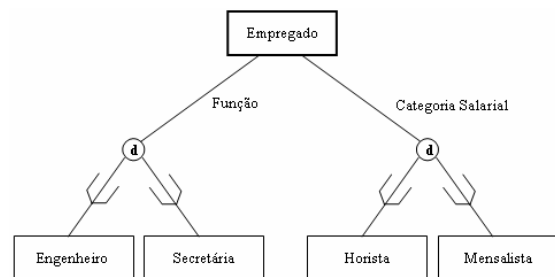 Empregado
Função
Categoria Salarial
d
d
Engenheiro
Secretária
Horista
Mensalista